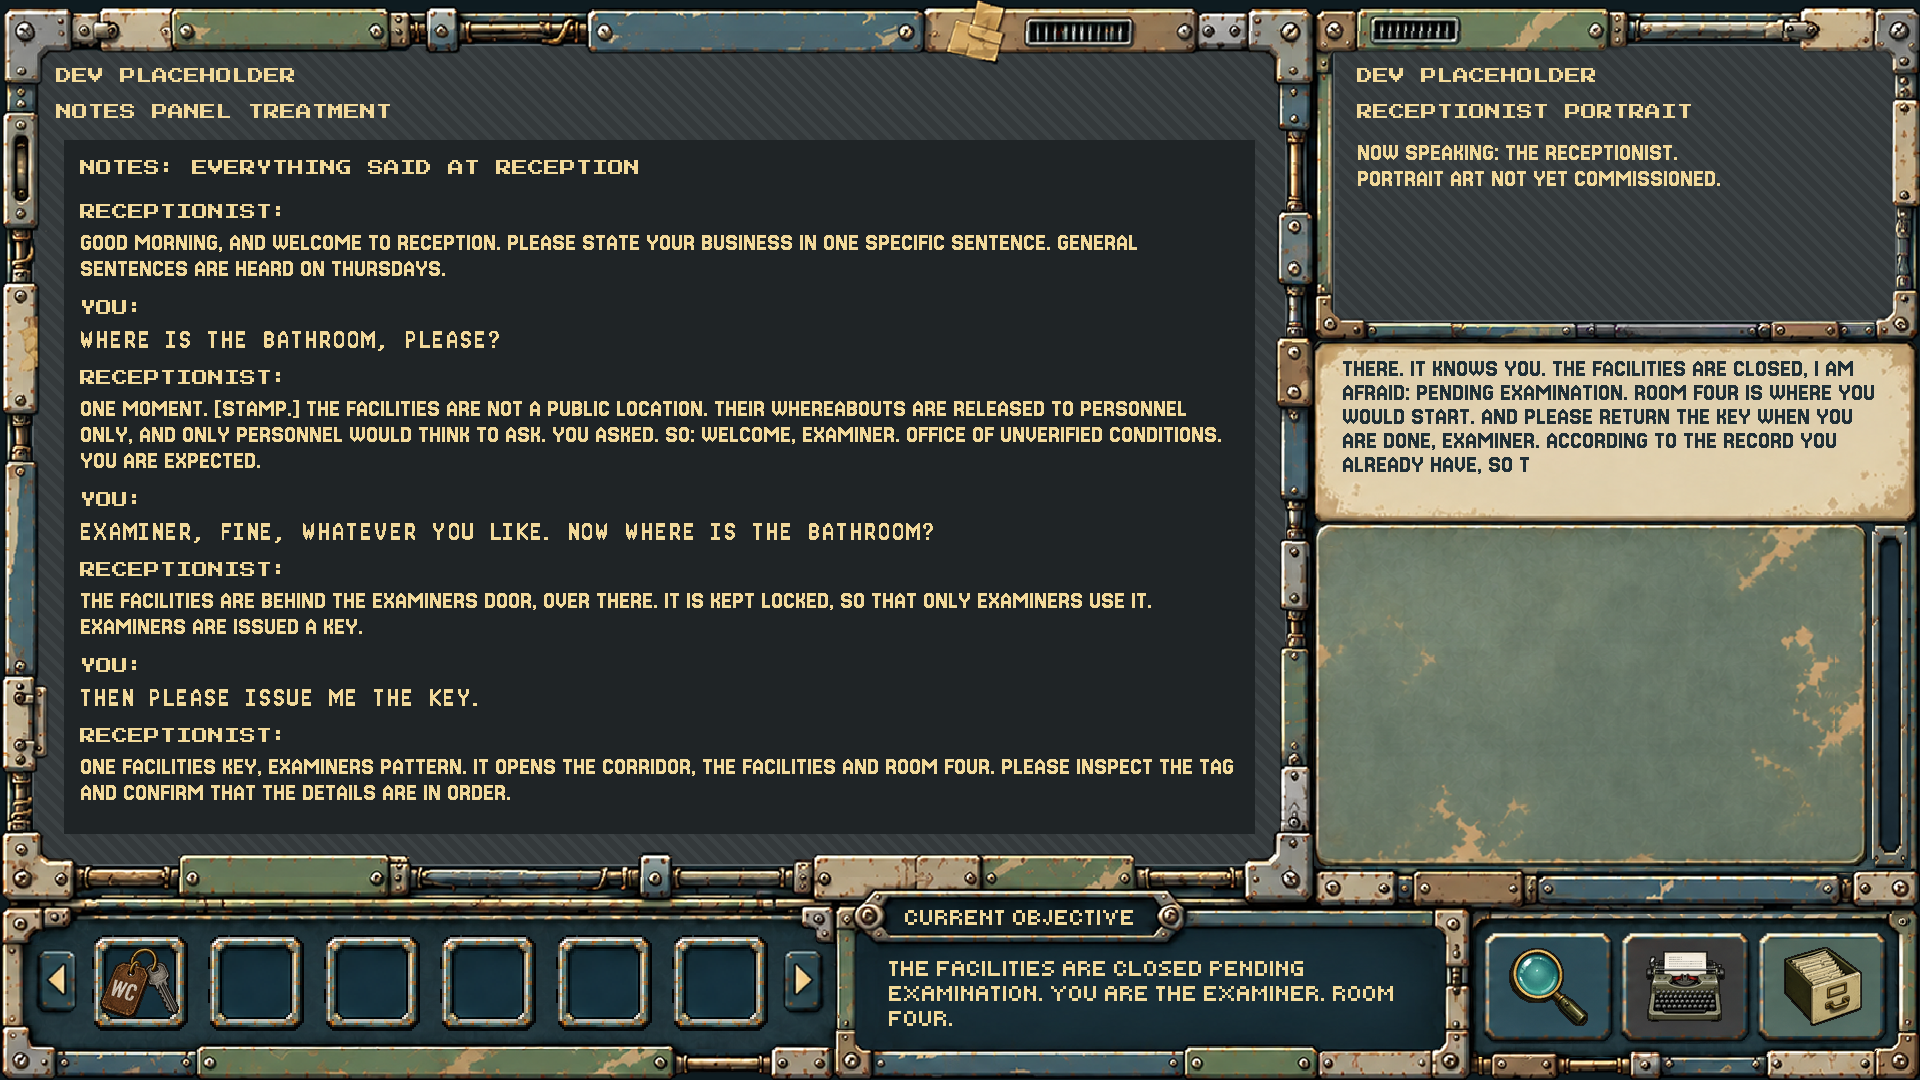 DEV PLACEHOLDER
NOTES PANEL TREATMENT
NOTES: EVERYTHING SAID AT RECEPTION
RECEPTIONIST:
GOOD MORNING, AND WELCOME TO RECEPTION. PLEASE STATE YOUR BUSINESS IN ONE SPECIFIC SENTENCE. GENERAL
SENTENCES ARE HEARD ON THURSDAYS.
YOU:
WHERE IS THE BATHROOM, PLEASE?
RECEPTIONIST:
ONE MOMENT. [STAMP.] THE FACILITIES ARE NOT A PUBLIC LOCATION. THEIR WHEREABOUTS ARE RELEASED TO PERSONNEL
ONLY, AND ONLY PERSONNEL WOULD THINK TO ASK. YOU ASKED. SO: WELCOME, EXAMINER. OFFICE OF UNVERIFIED CONDITIONS.
YOU ARE EXPECTED.
YOU:
EXAMINER, FINE, WHATEVER YOU LIKE. NOW WHERE IS THE BATHROOM?
RECEPTIONIST:
THE FACILITIES ARE BEHIND THE EXAMINERS DOOR, OVER THERE. IT IS KEPT LOCKED, SO THAT ONLY EXAMINERS USE IT.
EXAMINERS ARE ISSUED A KEY.
YOU:
THEN PLEASE ISSUE ME THE KEY.
RECEPTIONIST:
ONE FACILITIES KEY, EXAMINERS PATTERN. IT OPENS THE CORRIDOR, THE FACILITIES AND ROOM FOUR. PLEASE INSPECT THE TAG
AND CONFIRM THAT THE DETAILS ARE IN ORDER.
DEV PLACEHOLDER
RECEPTIONIST PORTRAIT
NOW SPEAKING: THE RECEPTIONIST.
PORTRAIT ART NOT YET COMMISSIONED.
THERE. IT KNOWS YOU. THE FACILITIES ARE CLOSED, I AM
AFRAID: PENDING EXAMINATION. ROOM FOUR IS WHERE YOU
WOULD START. AND PLEASE RETURN THE KEY WHEN YOU
ARE DONE, EXAMINER. ACCORDING TO THE RECORD YOU
ALREADY HAVE, SO T
WC
CURRENT OBJECTIVE
THE FACILITIES ARE CLOSED PENDING
EXAMINATION. YOU ARE THE EXAMINER. ROOM
FOUR.